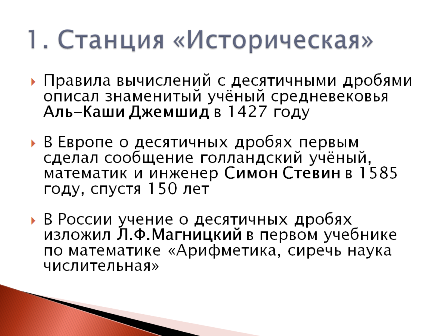 1. Станция «Историческая»
Правила вычислений с десятичными дробями
описал знаменитый учёный средневековья
Аль-Каши Джемшид в 1427 году
В Европе о десятичных дробях первым
сделал сообщение голландский учёный,
математик и инженер Симон Стевин в 1585
году, спустя 150 лет
В России учение о десятичных дробях
изложил Л.Ф.Магницкий в первом учебнике
по математике «Арифметика, сиречь наука
числительная»